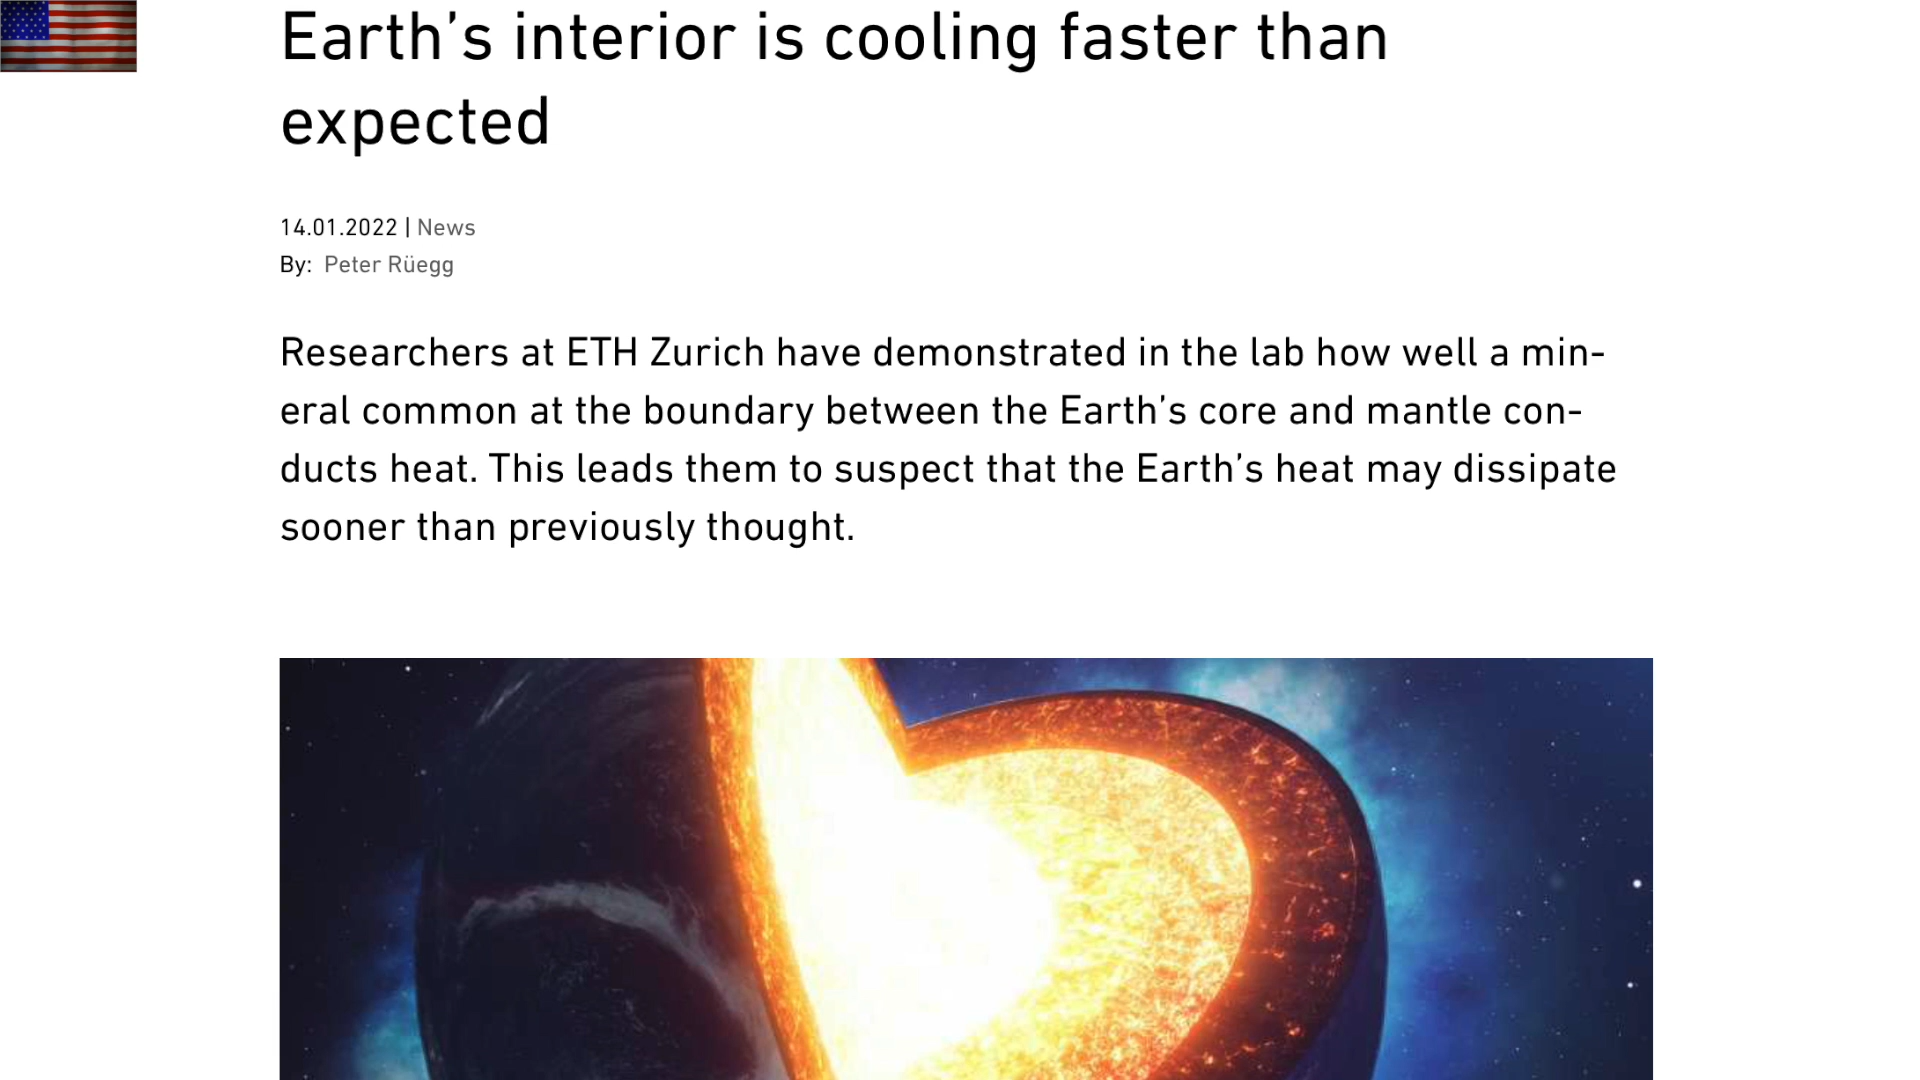 Earth’s interior is cooling faster than
expected
14.01.2022 | News
By: Peter Rüegg
Researchers at ETH Zurich have demonstrated in the lab how well a min-
eral common at the boundary between the Earth’s core and mantle con-
ducts heat. This leads them to suspect that the Earth’s heat may dissipate
sooner than previously thought.